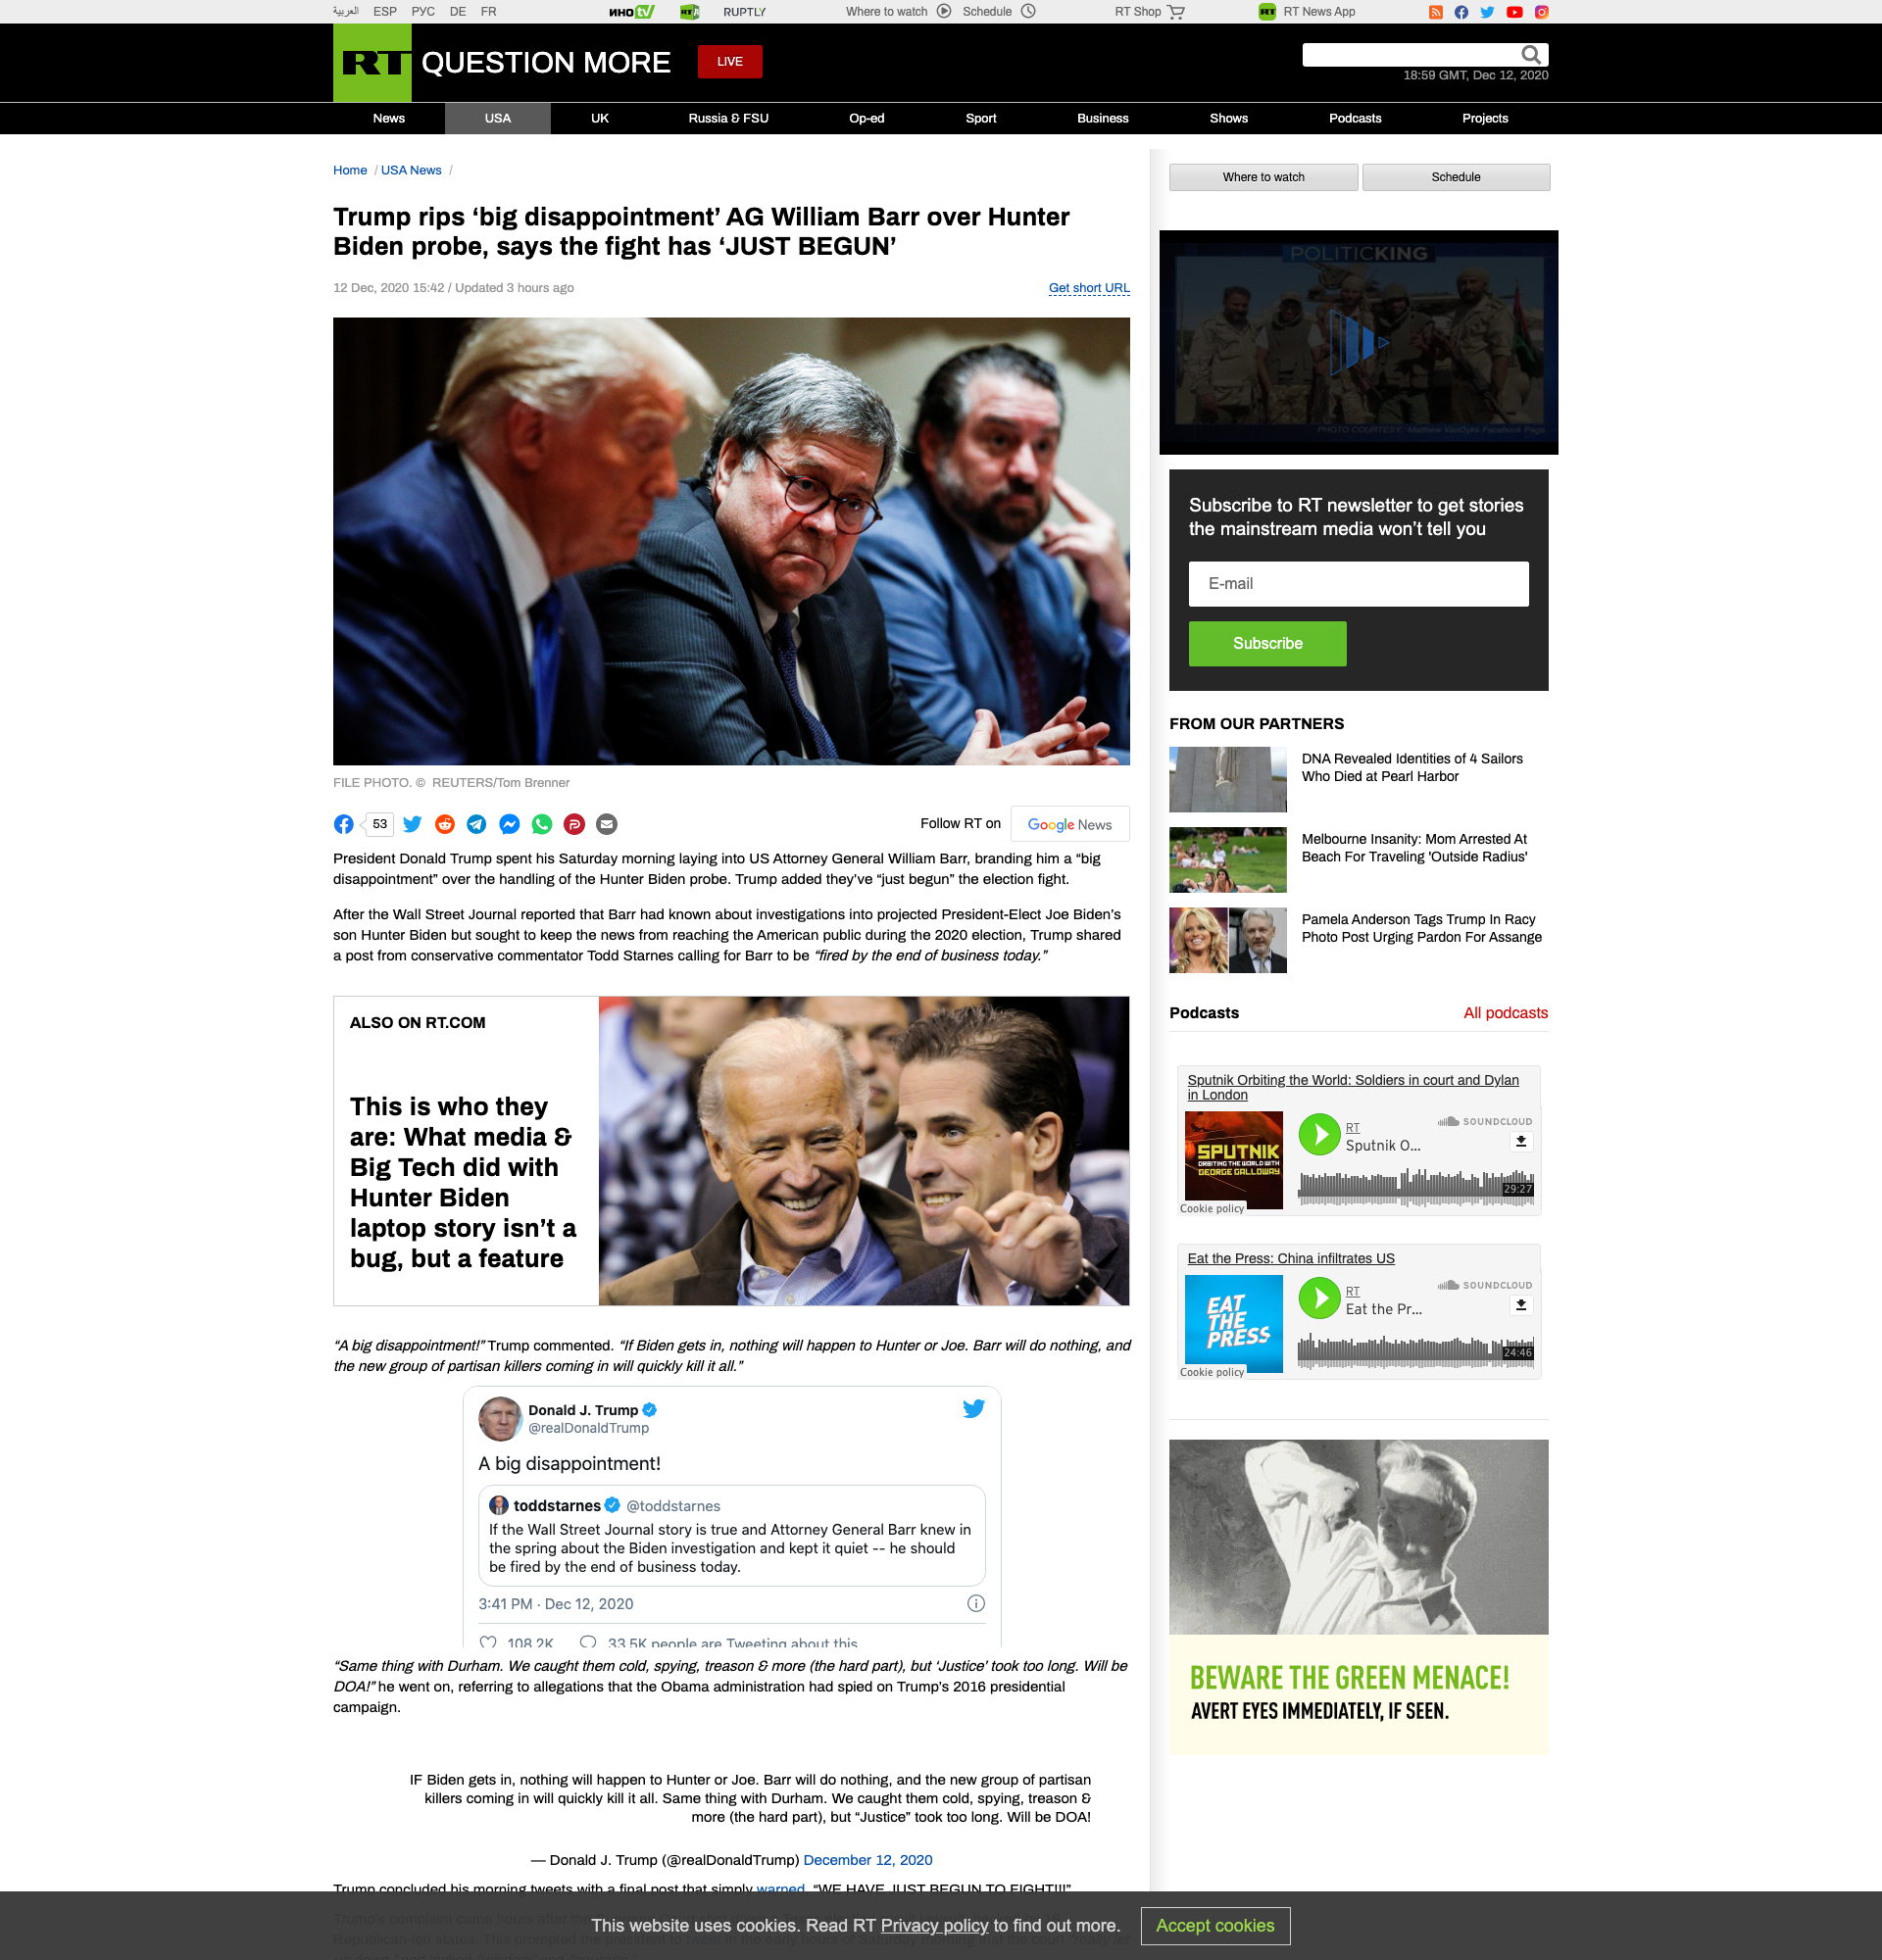 العربية ESP РУС DE FR ИНО tv RT RUPTLY Where to watch Schedule RT Shop RT RT News App
RT QUESTION MORE LIVE
18:59 GMT, Dec 12, 2020
News USA UK Russia & FSU Op-ed Sport Business Shows Podcasts Projects
Home / USA News /
Trump rips ‘big disappointment’ AG William Barr over Hunter
Biden probe, says the fight has ‘JUST BEGUN’
12 Dec, 2020 15:42 / Updated 3 hours ago
Get short URL
FILE PHOTO. © REUTERS/Tom Brenner
53
Follow RT on Google News
President Donald Trump spent his Saturday morning laying into US Attorney General William Barr, branding him a “big
disappointment” over the handling of the Hunter Biden probe. Trump added they’ve “just begun” the election fight.
After the Wall Street Journal reported that Barr had known about investigations into projected President-Elect Joe Biden’s
son Hunter Biden but sought to keep the news from reaching the American public during the 2020 election, Trump shared
a post from conservative commentator Todd Starnes calling for Barr to be “fired by the end of business today.”
ALSO ON RT.COM
This is who they
are: What media &
Big Tech did with
Hunter Biden
laptop story isn’t a
bug, but a feature
“A big disappointment!” Trump commented. “If Biden gets in, nothing will happen to Hunter or Joe. Barr will do nothing, and
the new group of partisan killers coming in will quickly kill it all.”
Donald J. Trump
@realDonaldTrump
A big disappointment!
toddstarnes @toddstarnes
If the Wall Street Journal story is true and Attorney General Barr knew in
the spring about the Biden investigation and kept it quiet -- he should
be fired by the end of business today.
3:41 PM · Dec 12, 2020
108.2K 33.5K people are Tweeting about this
“Same thing with Durham. We caught them cold, spying, treason & more (the hard part), but ‘Justice’ took too long. Will be
DOA!” he went on, referring to allegations that the Obama administration had spied on Trump’s 2016 presidential
campaign.
IF Biden gets in, nothing will happen to Hunter or Joe. Barr will do nothing, and the new group of partisan
killers coming in will quickly kill it all. Same thing with Durham. We caught them cold, spying, treason &
more (the hard part), but “Justice” took too long. Will be DOA!
— Donald J. Trump (@realDonaldTrump) December 12, 2020
Trump concluded his morning tweets with a final post that simply warned, “WE HAVE JUST BEGUN TO FIGHT!!!”
Where to watch
Schedule
POLITICKING
PHOTO COURTESY: Matthew VanDyke Facebook Page
Subscribe to RT newsletter to get stories
the mainstream media won’t tell you
E-mail
Subscribe
FROM OUR PARTNERS
DNA Revealed Identities of 4 Sailors
Who Died at Pearl Harbor
Melbourne Insanity: Mom Arrested At
Beach For Traveling 'Outside Radius'
Pamela Anderson Tags Trump In Racy
Photo Post Urging Pardon For Assange
Podcasts
All podcasts
Sputnik Orbiting the World: Soldiers in court and Dylan
in London
SPUTNIK
ORBITING THE WORLD WITH
GEORGE GALLOWAY
RT
Sputnik O...
SOUNDCLOUD
29:27
Cookie policy
Eat the Press: China infiltrates US
EAT
THE
PRESS
RT
Eat the Pr...
SOUNDCLOUD
24:46
Cookie policy
BEWARE THE GREEN MENACE!
AVERT EYES IMMEDIATELY, IF SEEN.
This website uses cookies. Read RT Privacy policy to find out more. Accept cookies